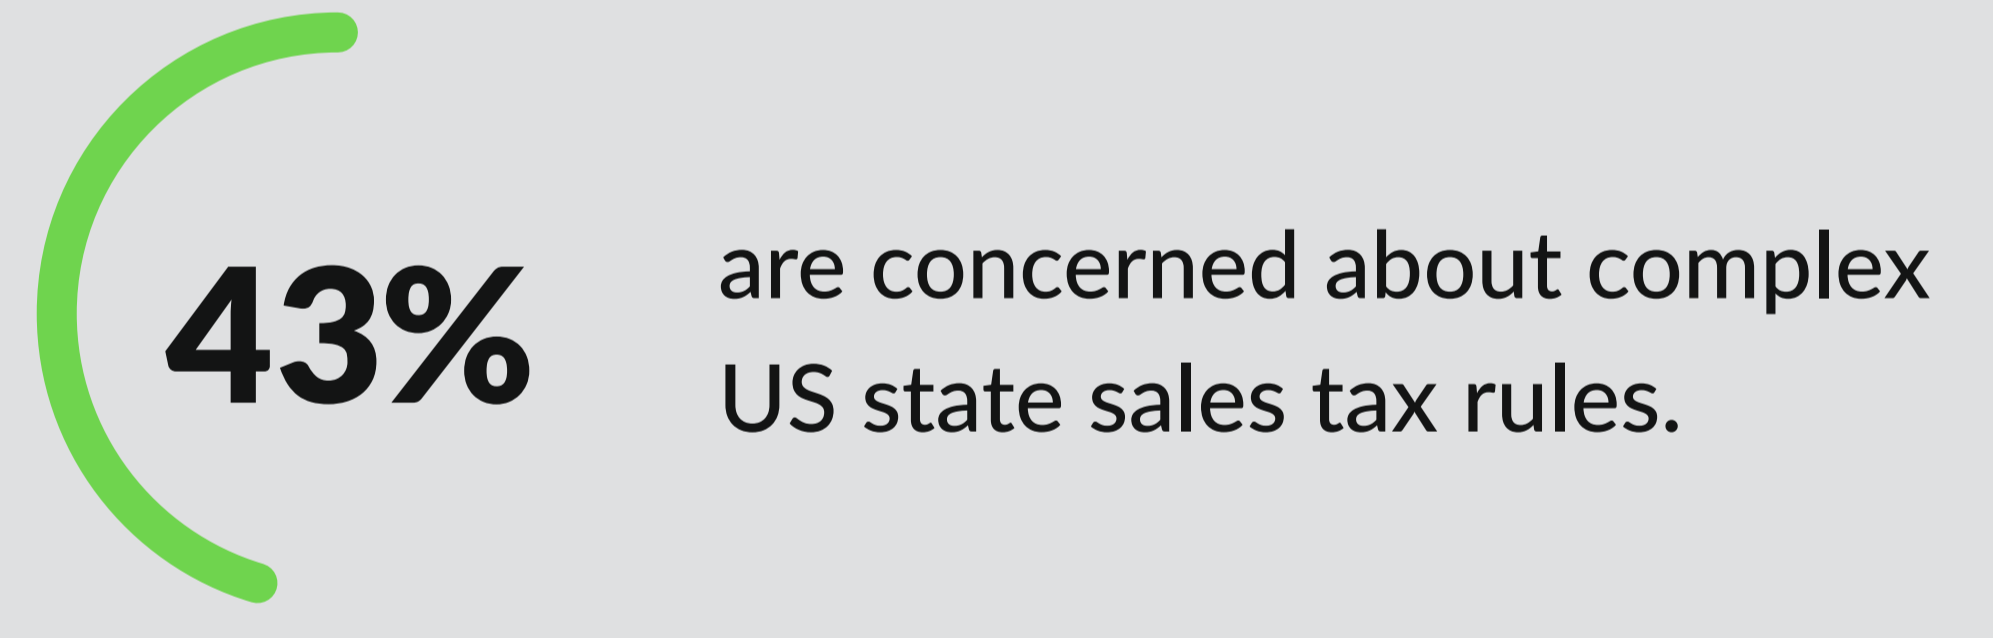 43%
are concerned about complex
US state sales tax rules.